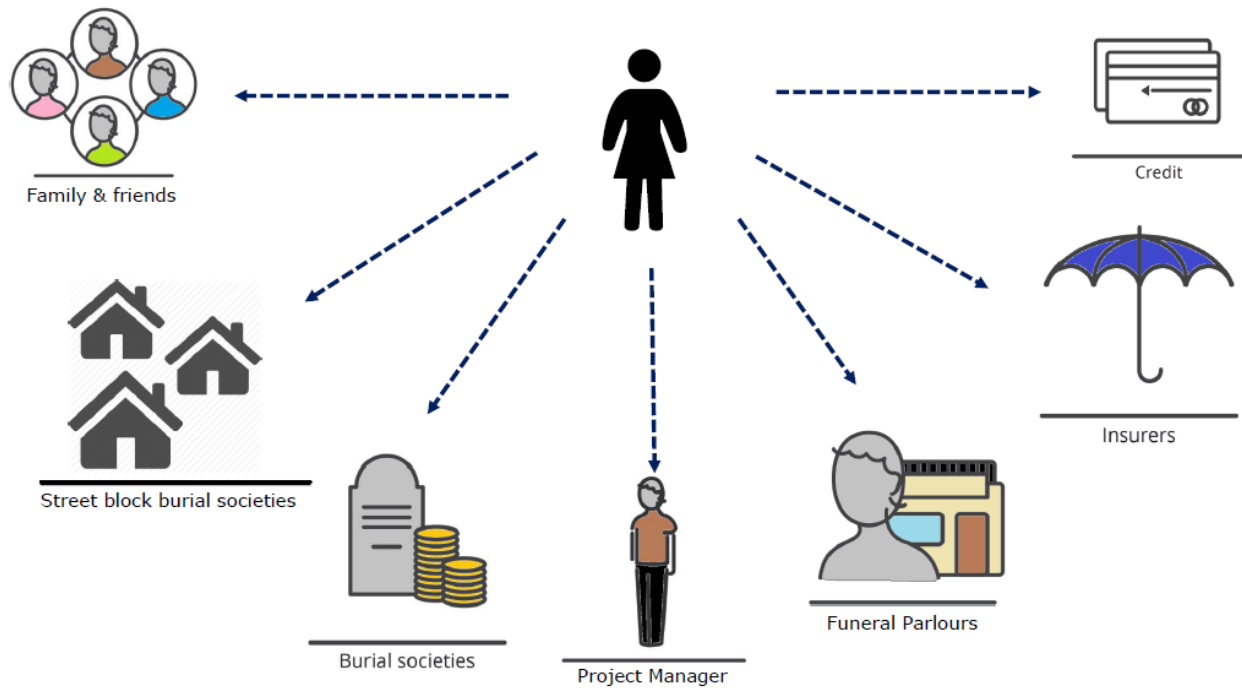 Family & friends
Credit
Street block burial societies
Insurers
Burial societies
Project Manager
Funeral Parlours